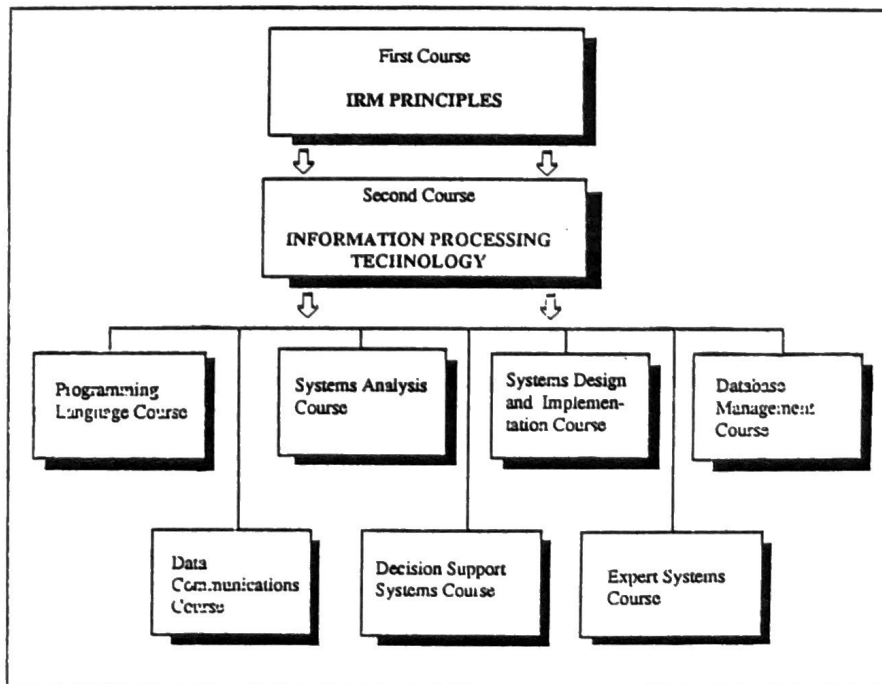 First Course
IRM PRINCIPLES
Second Course
INFORMATION PROCESSING
TECHNOLOGY
Programming
Language Course
Systems Analysis
Course
Systems Design
and Implemen-
tation Course
Database
Management
Course
Data
Communications
Course
Decision Support
Systems Course
Expert Systems
Course